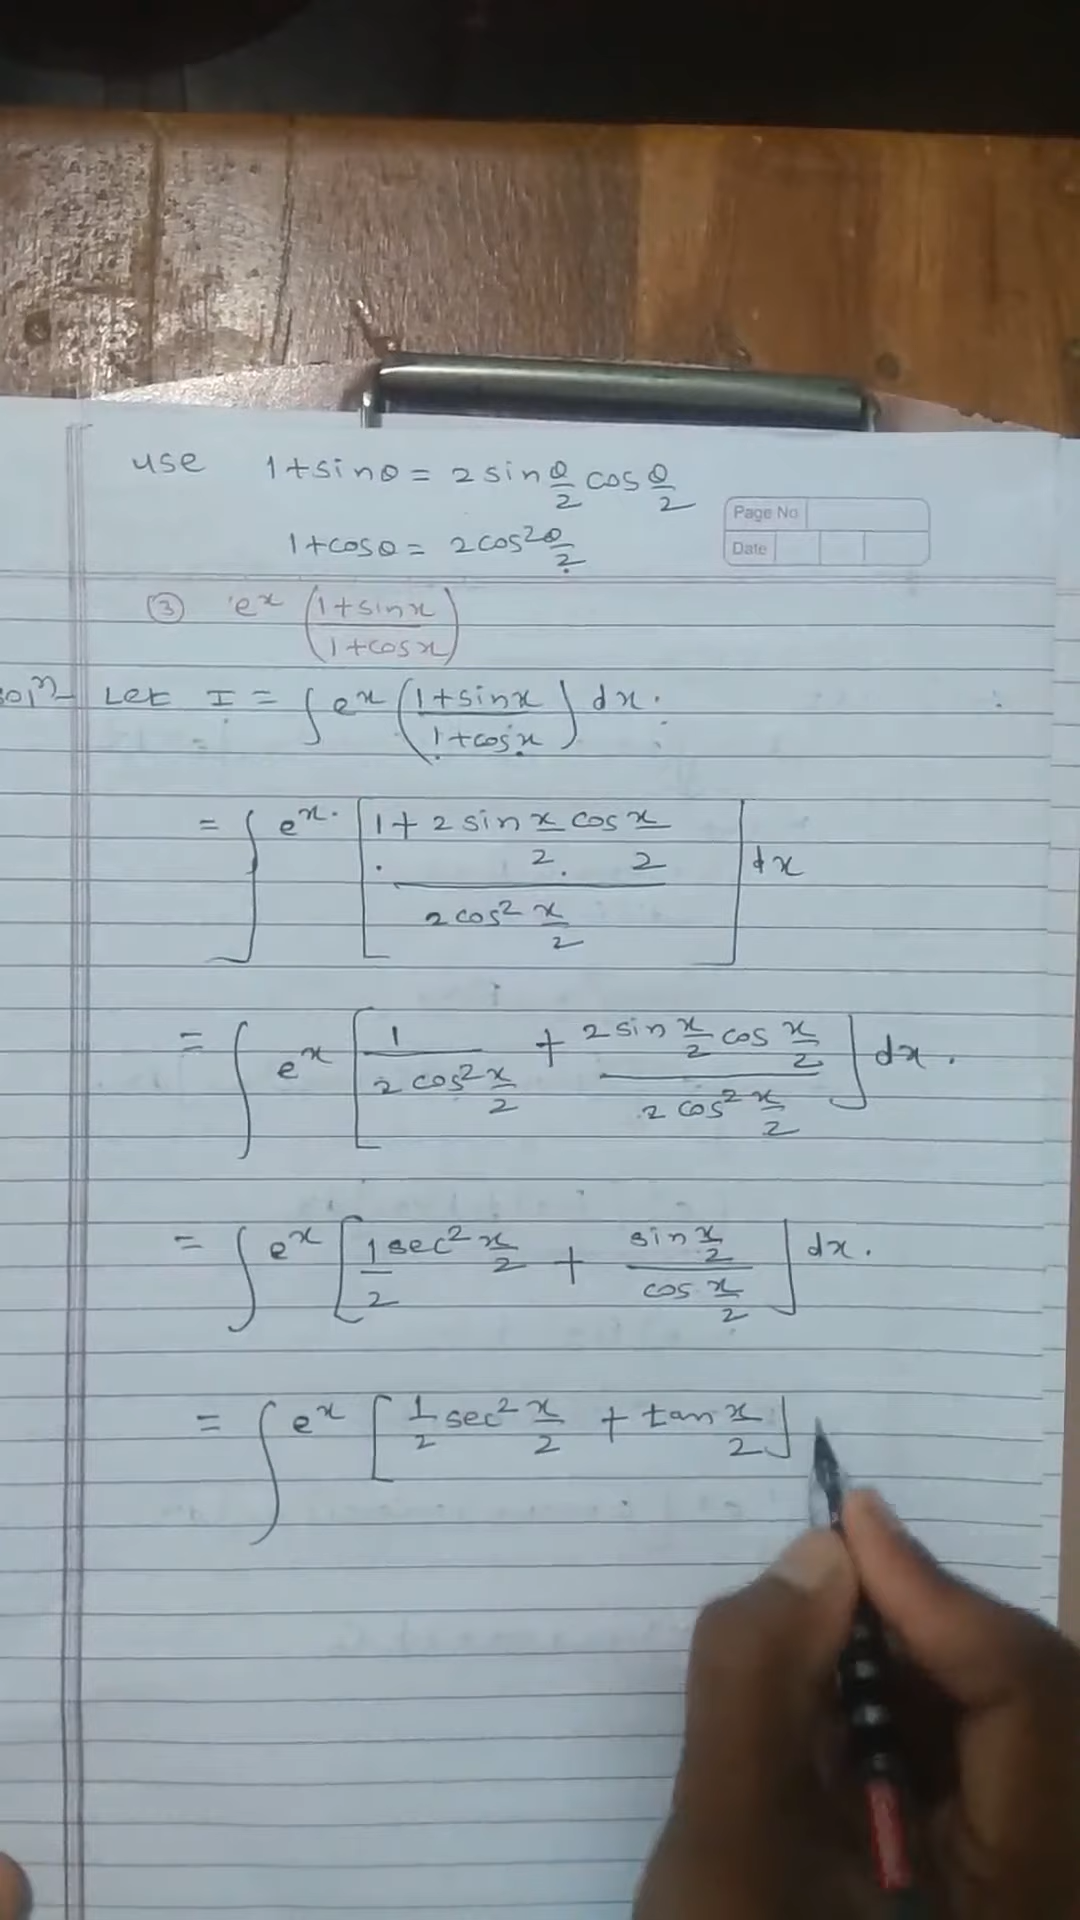 use 1+sinθ = 2 sin θ/2 cos θ/2
1+cosθ = 2cos²θ/2
Page No
Date
③ e^x (1+sinx / 1+cosx)
Let I = ∫ e^x (1+sinx / 1+cosx) dx.
= ∫ e^x . [1 + 2 sin x/2 cos x/2 / 2cos² x/2] dx
= ∫ e^x [1 / 2cos² x/2 + 2 sin x/2 cos x/2 / 2 cos² x/2] dx.
= ∫ e^x [1/2 sec² x/2 + sin x/2 / cos x/2] dx.
= ∫ e^x [1/2 sec² x/2 + tan x/2]